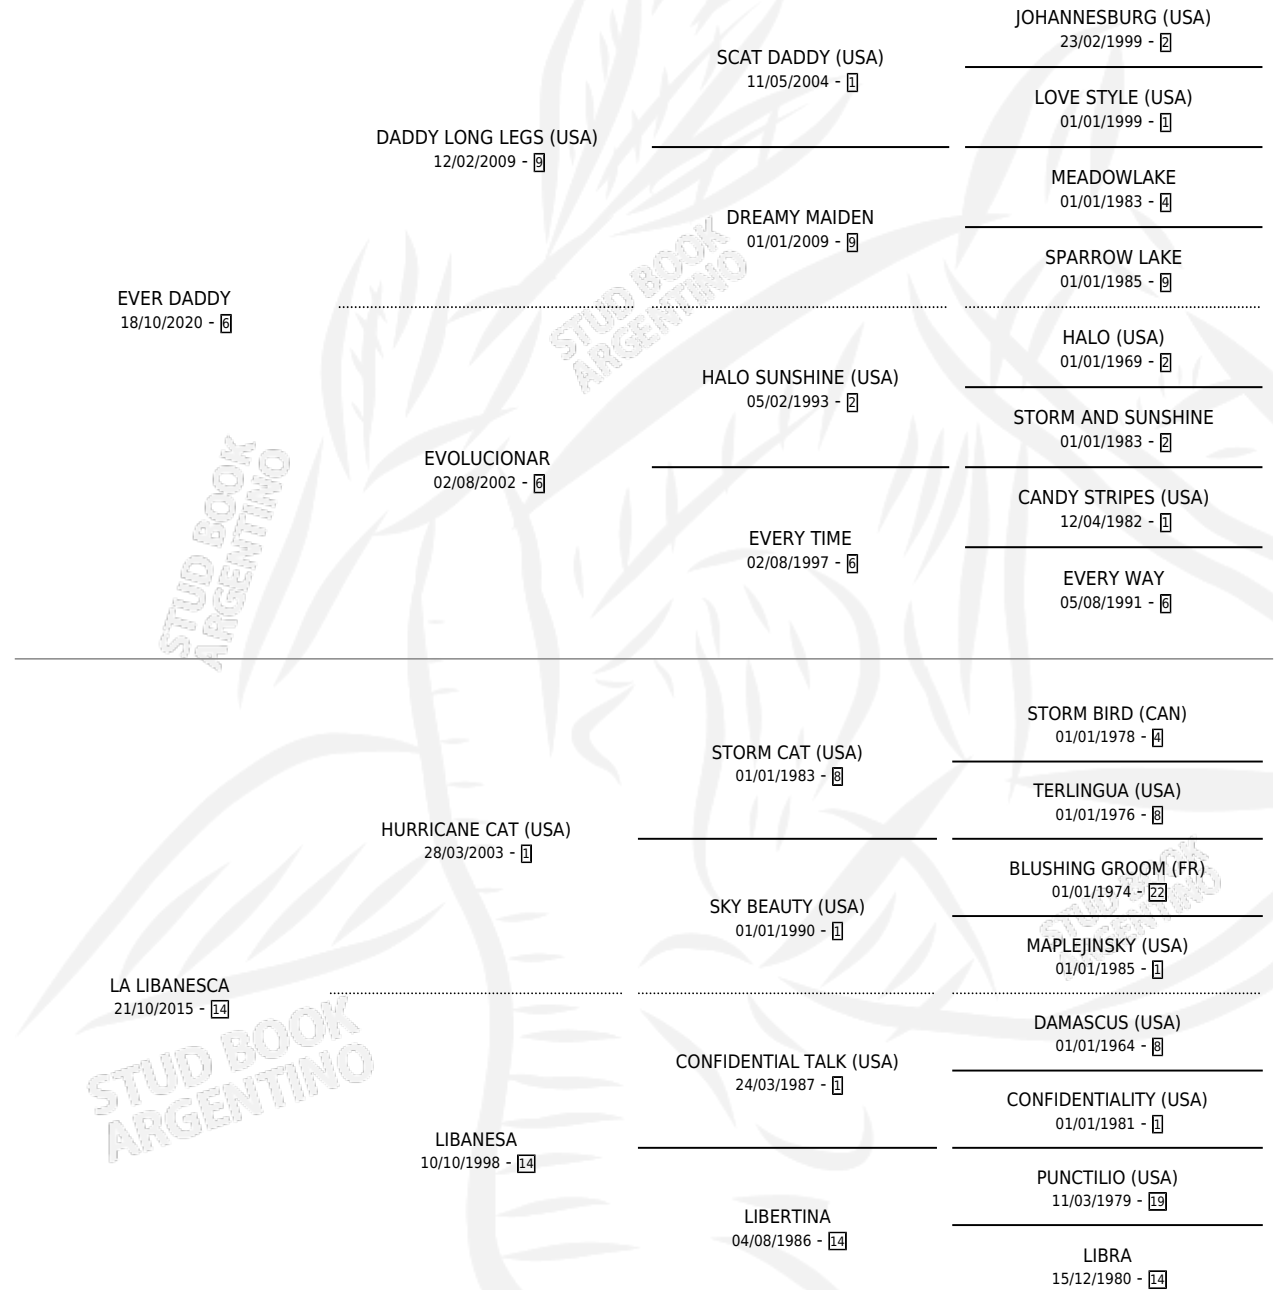 JOHANNESBURG (USA)
23/02/1999 - 2
SCAT DADDY (USA)
11/05/2004 - 1
LOVE STYLE (USA)
01/01/1999 - 1
DADDY LONG LEGS (USA)
12/02/2009 - 9
MEADOWLAKE
01/01/1983 - 4
DREAMY MAIDEN
01/01/2009 - 9
SPARROW LAKE
01/01/1985 - 9
EVER DADDY
18/10/2020 - 6
HALO (USA)
01/01/1969 - 2
HALO SUNSHINE (USA)
05/02/1993 - 2
STORM AND SUNSHINE
01/01/1983 - 2
EVOLUCIONAR
02/08/2002 - 6
CANDY STRIPES (USA)
12/04/1982 - 1
EVERY TIME
02/08/1997 - 6
EVERY WAY
05/08/1991 - 6
STORM BIRD (CAN)
01/01/1978 - 4
STORM CAT (USA)
01/01/1983 - 8
TERLINGUA (USA)
01/01/1976 - 8
HURRICANE CAT (USA)
28/03/2003 - 1
BLUSHING GROOM (FR)
01/01/1974 - 22
SKY BEAUTY (USA)
01/01/1990 - 1
MAPLEJINSKY (USA)
01/01/1985 - 1
LA LIBANESCA
21/10/2015 - 14
DAMASCUS (USA)
01/01/1964 - 8
CONFIDENTIAL TALK (USA)
24/03/1987 - 1
CONFIDENTIALITY (USA)
01/01/1981 - 1
LIBANESA
10/10/1998 - 14
PUNCTILIO (USA)
11/03/1979 - 19
LIBERTINA
04/08/1986 - 14
LIBRA
15/12/1980 - 14
STUD BOOK
ARGENTINO
STUD BOOK
ARGENTINO
STUD BOOK
ARGENTINO
STUD BOOK
ARGENTINO